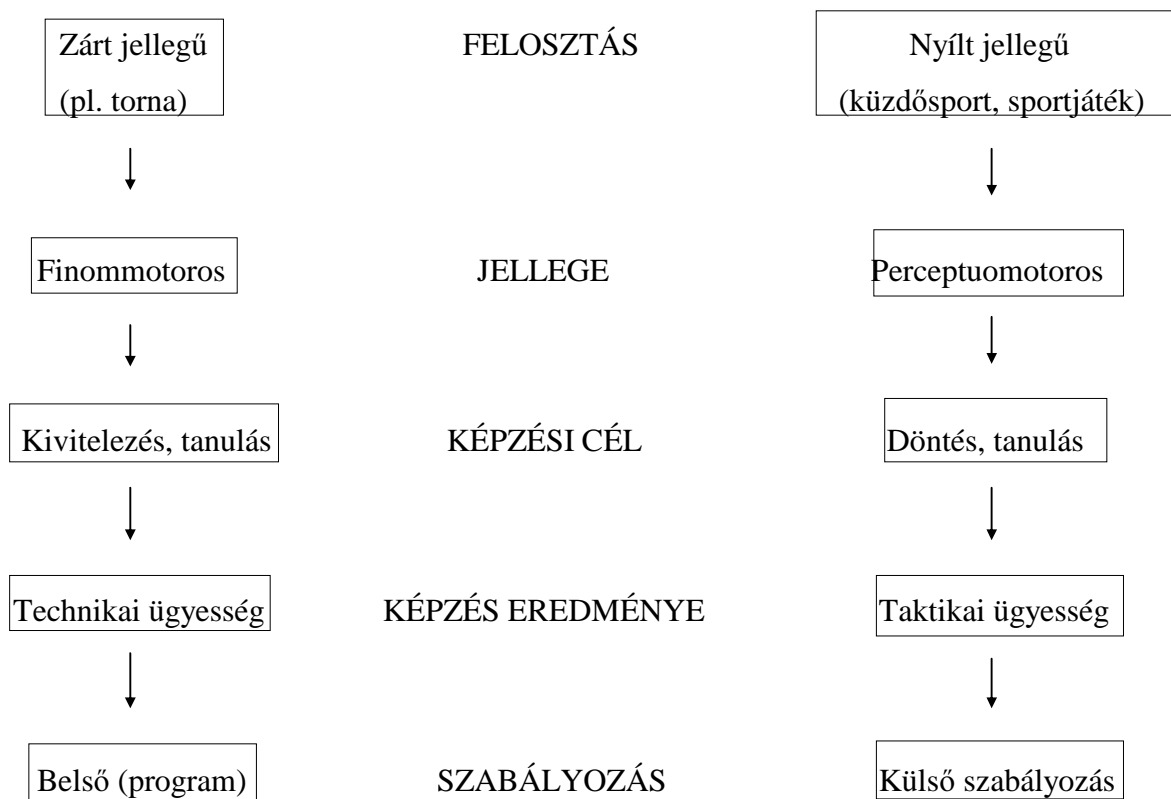 Zárt jellegű
(pl. torna)
FELOSZTÁS
Nyílt jellegű
(küzdősport, sportjáték)
Finommotoros
JELLEGE
Perceptuomotoros
Kivitelezés, tanulás
KÉPZÉSI CÉL
Döntés, tanulás
Technikai ügyesség
KÉPZÉS EREDMÉNYE
Taktikai ügyesség
Belső (program)
SZABÁLYOZÁS
Külső szabályozás